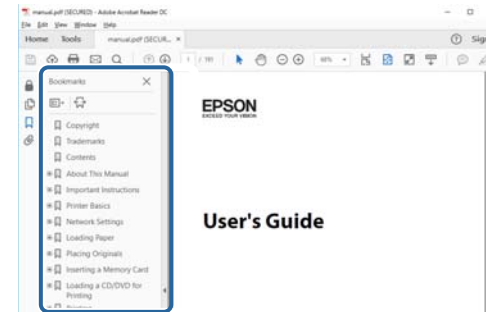 manual.pdf (SECURED) - Adobe Acrobat Reader DC
File Edit View Window Help
Home Tools manual.pdf (SECUR... × Sig
Bookmarks ×
Copyright
Trademarks
Contents
About This Manual
Important Instructions
Printer Basics
Network Settings
Loading Paper
Placing Originals
Inserting a Memory Card
Loading a CD/DVD for
Printing
EPSON
EXCEED YOUR VISION
User's Guide